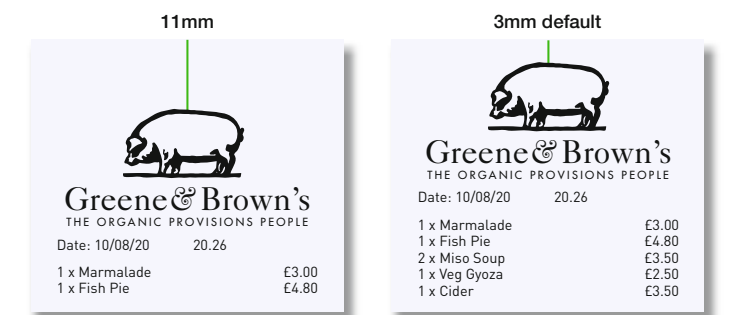 11mm
Greene & Brown's
THE ORGANIC PROVISIONS PEOPLE
Date: 10/08/20 20.26
1 x Marmalade £3.00
1 x Fish Pie £4.80
3mm default
Greene & Brown's
THE ORGANIC PROVISIONS PEOPLE
Date: 10/08/20 20.26
1 x Marmalade £3.00
1 x Fish Pie £4.80
2 x Miso Soup £3.50
1 x Veg Gyoza £2.50
1 x Cider £3.50